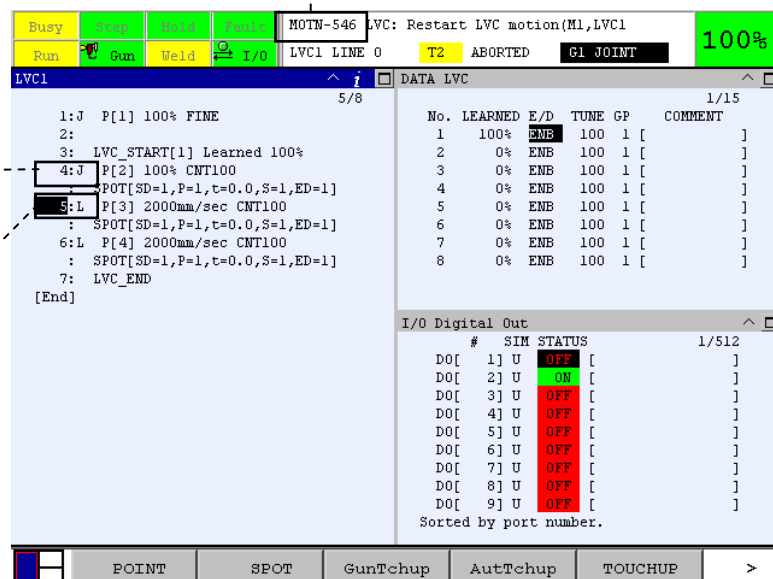 Busy Step Hold Fault MOTN-546 LVC: Restart LVC motion(M1,LVC1
Run Gun Weld I/O LVC1 LINE 0 T2 ABORTED G1 JOINT 100%
LVC1
5/8
1:J P[1] 100% FINE
2:
3: LVC_START[1] Learned 100%
4:J P[2] 100% CNT100
: SPOT[SD=1,P=1,t=0.0,S=1,ED=1]
5:L P[3] 2000mm/sec CNT100
: SPOT[SD=1,P=1,t=0.0,S=1,ED=1]
6:L P[4] 2000mm/sec CNT100
: SPOT[SD=1,P=1,t=0.0,S=1,ED=1]
7: LVC_END
[End]
DATA LVC
1/15
No. LEARNED E/D TUNE GP COMMENT
1 100% ENB 100 1 [ ]
2 0% ENB 100 1 [ ]
3 0% ENB 100 1 [ ]
4 0% ENB 100 1 [ ]
5 0% ENB 100 1 [ ]
6 0% ENB 100 1 [ ]
7 0% ENB 100 1 [ ]
8 0% ENB 100 1 [ ]
I/O Digital Out
# SIM STATUS 1/512
DO[ 1] U OFF [ ]
DO[ 2] U ON [ ]
DO[ 3] U OFF [ ]
DO[ 4] U OFF [ ]
DO[ 5] U OFF [ ]
DO[ 6] U OFF [ ]
DO[ 7] U OFF [ ]
DO[ 8] U OFF [ ]
DO[ 9] U OFF [ ]
Sorted by port number.
POINT SPOT GunTchup AutTchup TOUCHUP >